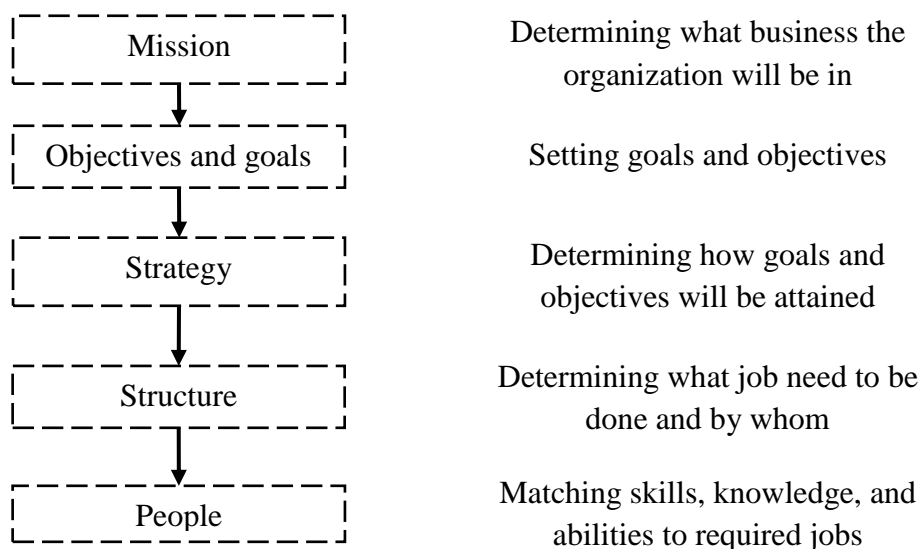 Mission
Determining what business the
organization will be in
Objectives and goals
Setting goals and objectives
Strategy
Determining how goals and
objectives will be attained
Structure
Determining what job need to be
done and by whom
People
Matching skills, knowledge, and
abilities to required jobs